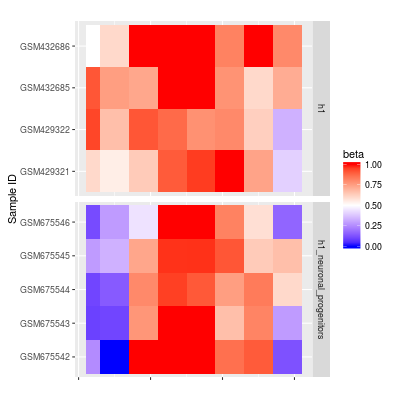 GSM432686
GSM432685
GSM429322
GSM429321
h1
GSM675546
GSM675545
GSM675544
GSM675543
GSM675542
h1_neuronal_progenitors
Sample ID
beta
1.00
0.75
0.50
0.25
0.00